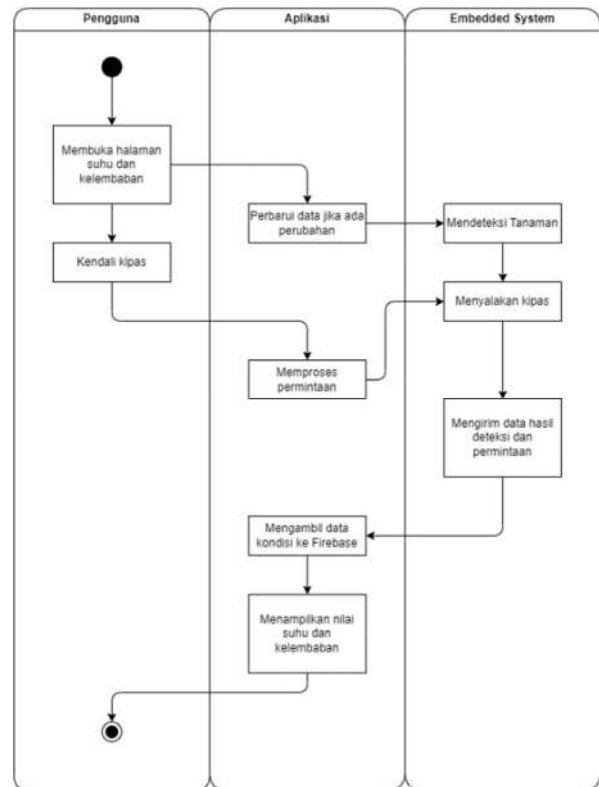 Pengguna
Aplikasi
Embedded System
Membuka halaman
suhu dan
kelembaban
Perbarui data jika ada
perubahan
Mendeteksi Tanaman
Kendali kipas
Menyalakan kipas
Memproses
permintaan
Mengirim data hasil
deteksi dan
permintaan
Mengambil data
kondisi ke Firebase
Menampilkan nilai
suhu dan
kelembaban